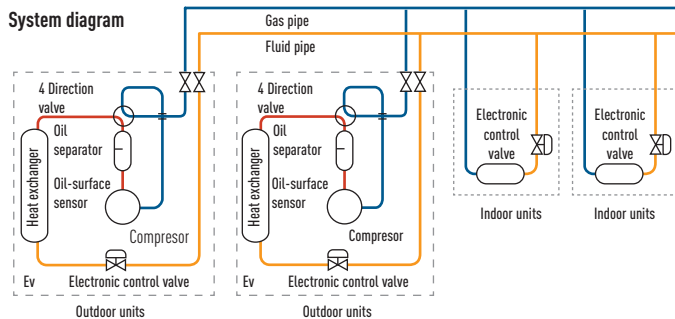 System diagram
Gas pipe
Fluid pipe
4 Direction
valve
Oil
separator
Oil-surface
sensor
Heat exchanger
Compresor
Ev
Electronic control valve
Outdoor units
4 Direction
valve
Oil
separator
Oil-surface
sensor
Heat exchanger
Compresor
Ev
Electronic control valve
Outdoor units
Electronic
control
valve
Indoor units
Electronic
control
valve
Indoor units